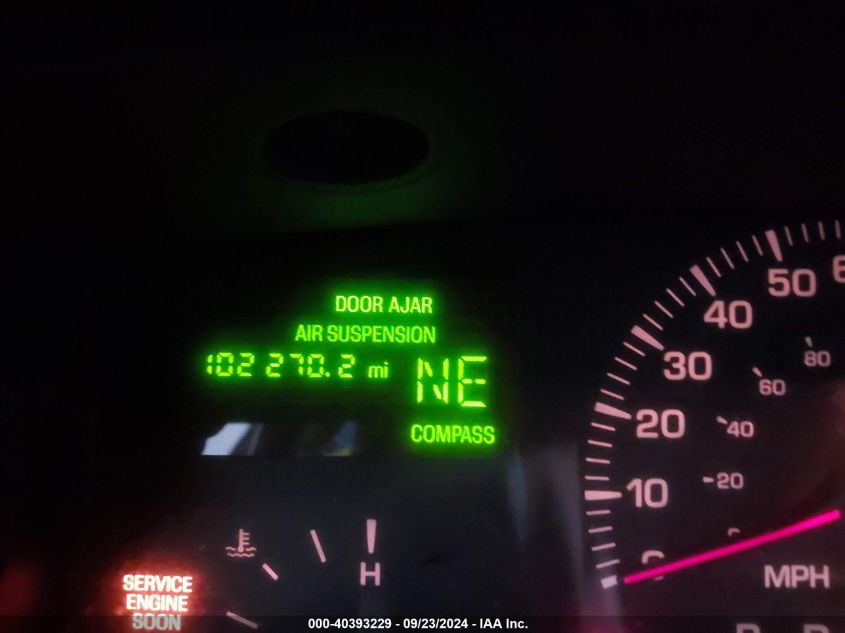 DOOR AJAR
AIR SUSPENSION
102 270.2 mi
NE
COMPASS
50
40
30
20
10
80
60
40
20
MPH
H
SERVICE
ENGINE
SOON
000-40393229 - 09/23/2024 - IAA Inc.